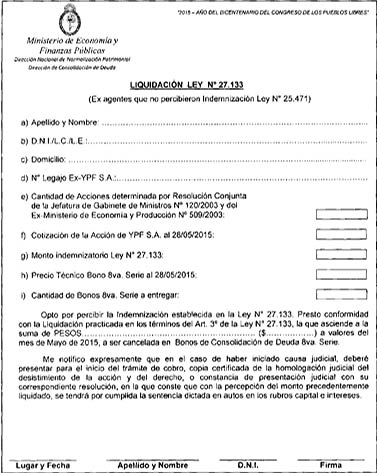 "2015 – AÑO DEL BICENTENARIO DEL CONGRESO DE LOS PUEBLOS LIBRES"
Ministerio de Economía y
Finanzas Públicas
Dirección Nacional de Normalización Patrimonial
Dirección de Consolidación de Deuda
LIQUIDACIÓN LEY N° 27.133
(Ex agentes que no percibieron Indemnización Ley N° 25.471)
a) Apellido y Nombre:
b) D.N.I./L.C./L.E.:
c) Domicilio:
d) N° Legajo Ex-YPF S.A.:
e) Cantidad de Acciones determinada por Resolución Conjunta
de la Jefatura de Gabinete de Ministros N° 120/2003 y del
Ex-Ministerio de Economía y Producción N° 509/2003:
f) Cotización de la Acción de YPF S.A. al 28/05/2015:
g) Monto indemnizatorio Ley N° 27.133:
h) Precio Técnico Bono 8va. Serie al 28/05/2015:
i) Cantidad de Bonos 8va. Serie a entregar:
Opto por percibir la Indemnización establecida en la Ley N° 27.133. Presto conformidad
con la Liquidación practicada en los términos del Art. 3° de la Ley N° 27.133, la que asciende a la
suma de PESOS.................................................... ($................) a valores del
mes de Mayo de 2015, a ser cancelada en Bonos de Consolidación de Deuda 8va. Serie.
Me notifico expresamente que en el caso de haber iniciado causa judicial, deberé
presentar para el inicio del trámite de cobro, copia certificada de la homologación judicial del
desistimiento de la acción y del derecho, o constancia de presentación judicial con su
correspondiente resolución, en la que conste que con la percepción del monto precedentemente
liquidado, se tendrá por cumplida la sentencia dictada en autos en los rubros capital e intereses.
Lugar y Fecha Apellido y Nombre D.N.I. Firma